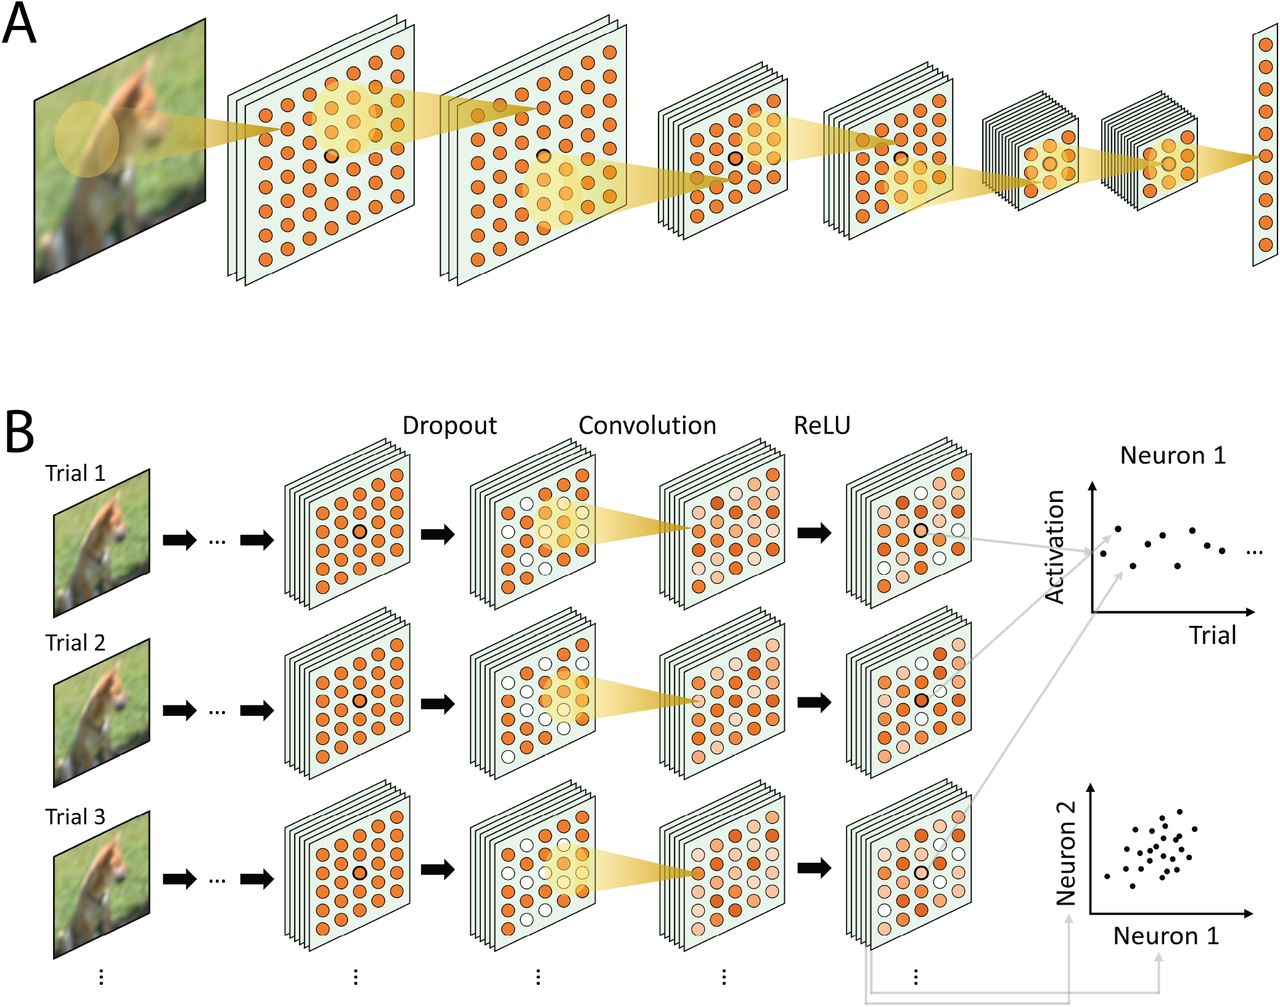 A
B
Dropout
Convolution
ReLU
Trial 1
...
Neuron 1
Activation
...
Trial
Trial 2
...
Trial 3
...
Neuron 2
Neuron 1
...
...
...
...
...